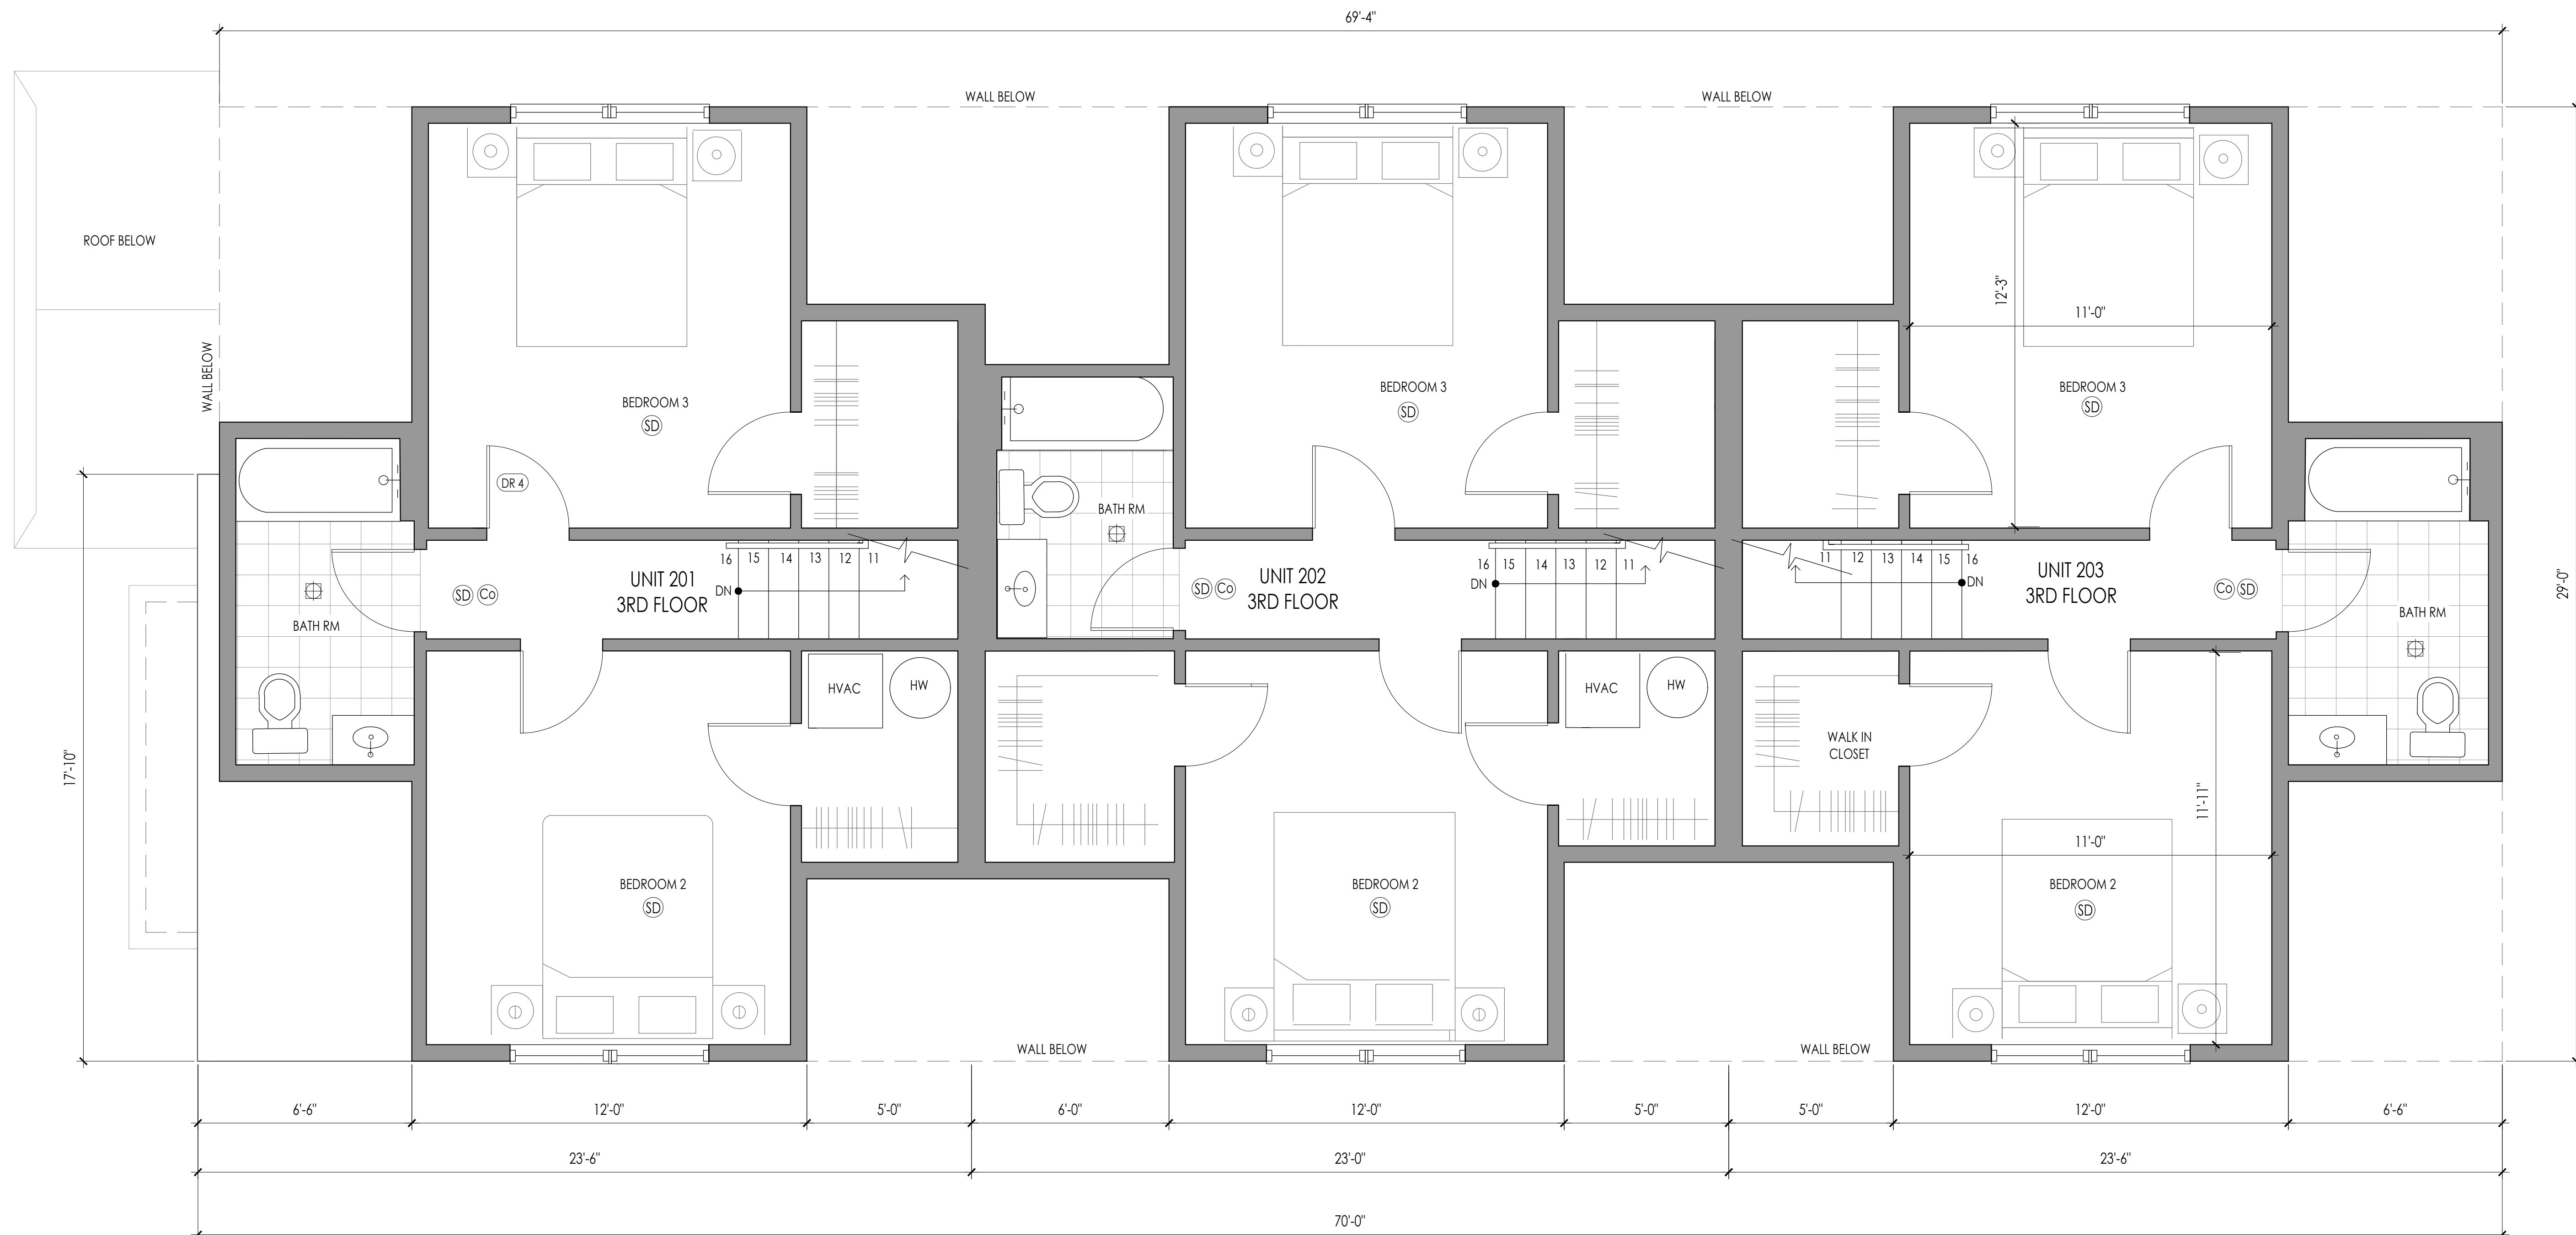 69'-4"
WALL BELOW
WALL BELOW
ROOF BELOW
WALL BELOW
12'-3"
11'-0"
BEDROOM 3
SD
BEDROOM 3
SD
BEDROOM 3
SD
DR 4
BATH RM
16 15 14 13 12 11
DN
UNIT 201
3RD FLOOR
SD Co
BATH RM
SD Co
UNIT 202
3RD FLOOR
16 15 14 13 12 11
DN
11 12 13 14 15 16
DN
UNIT 203
3RD FLOOR
Co SD
BATH RM
29'-0"
HVAC
HW
HVAC
HW
WALK IN
CLOSET
17'-10"
11'-11"
11'-0"
BEDROOM 2
SD
BEDROOM 2
SD
BEDROOM 2
SD
WALL BELOW
WALL BELOW
6'-6"
12'-0"
5'-0"
6'-0"
12'-0"
5'-0"
5'-0"
12'-0"
6'-6"
23'-6"
23'-0"
23'-6"
70'-0"